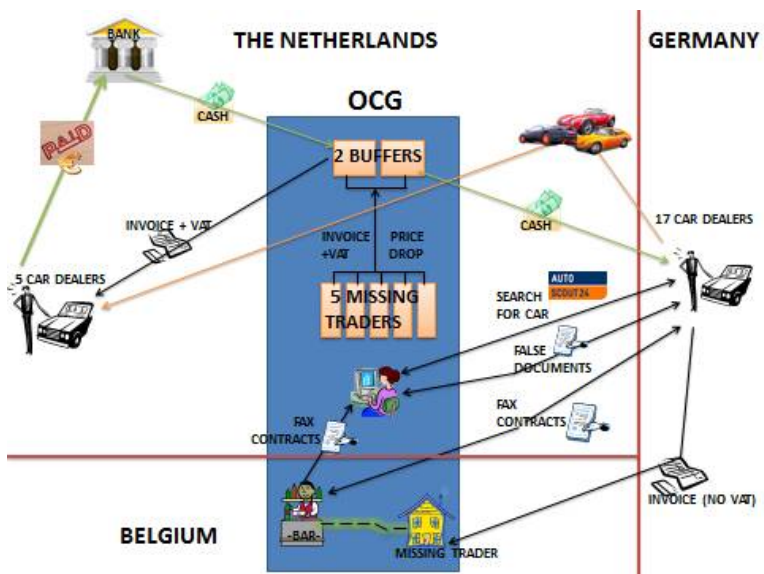 BANK
THE NETHERLANDS
GERMANY
OCG
CASH
PAID
2 BUFFERS
17 CAR DEALERS
CASH
INVOICE + VAT
INVOICE
+VAT
PRICE
DROP
5 CAR DEALERS
AUTO
SCOUT24
5 MISSING
TRADERS
SEARCH
FOR CAR
FALSE
DOCUMENTS
FAX
CONTRACTS
FAX
CONTRACTS
INVOICE (NO VAT)
BELGIUM
-BAR-
MISSING TRADER